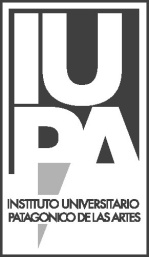 IU
PA
INSTITUTO UNIVERSITARIO
PATAGONICO DE LAS ARTES